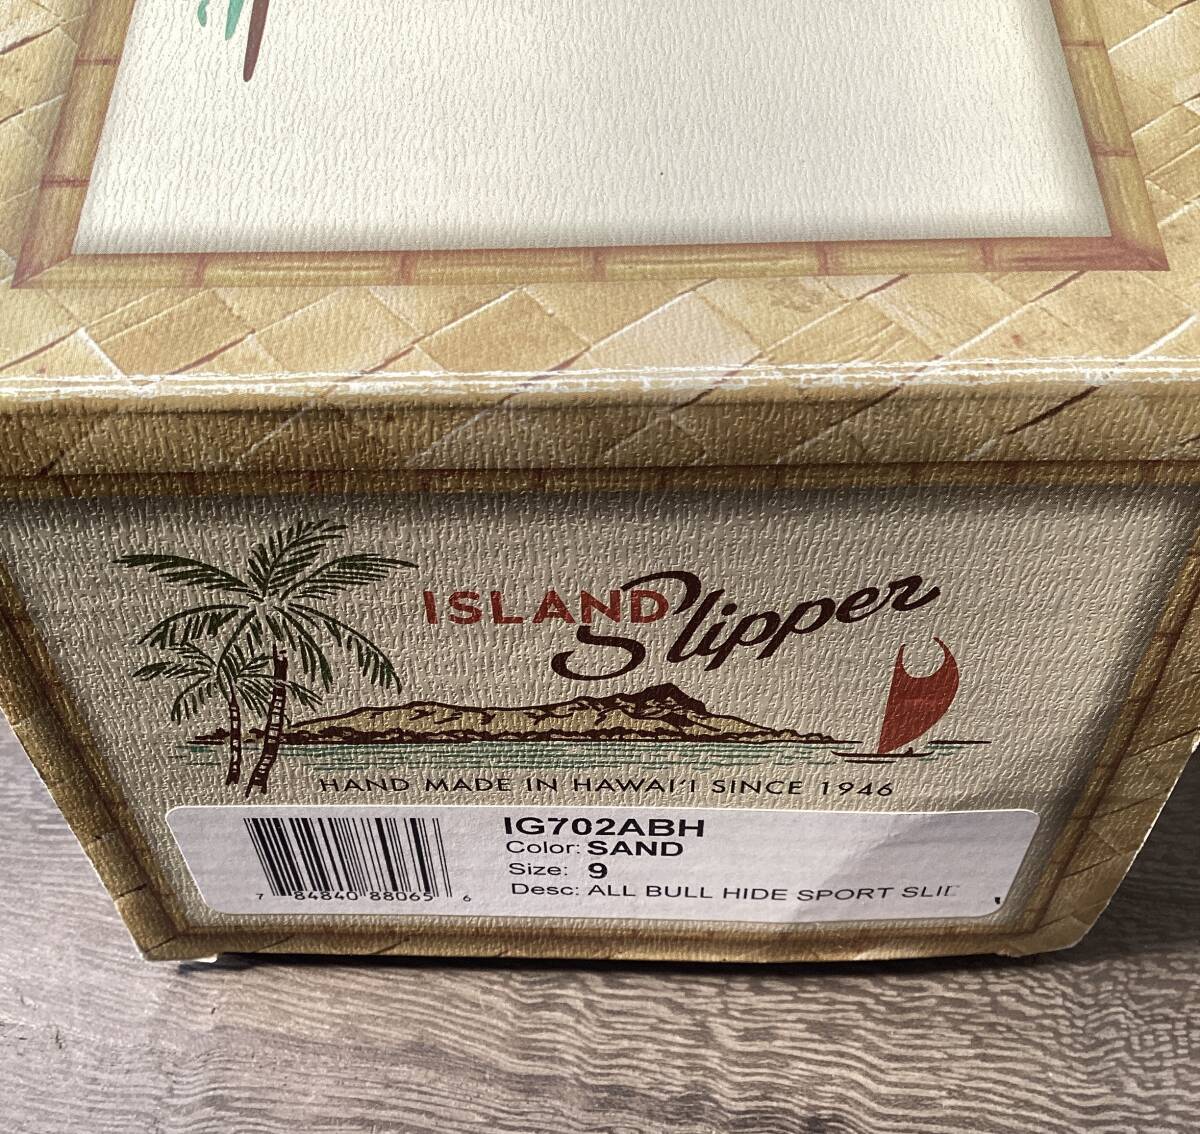 ISLAND Slipper
HAND MADE IN HAWAI'I SINCE 1946
IG702ABH
Color: SAND
Size: 9
Desc: ALL BULL HIDE SPORT
7 84840 88065 6